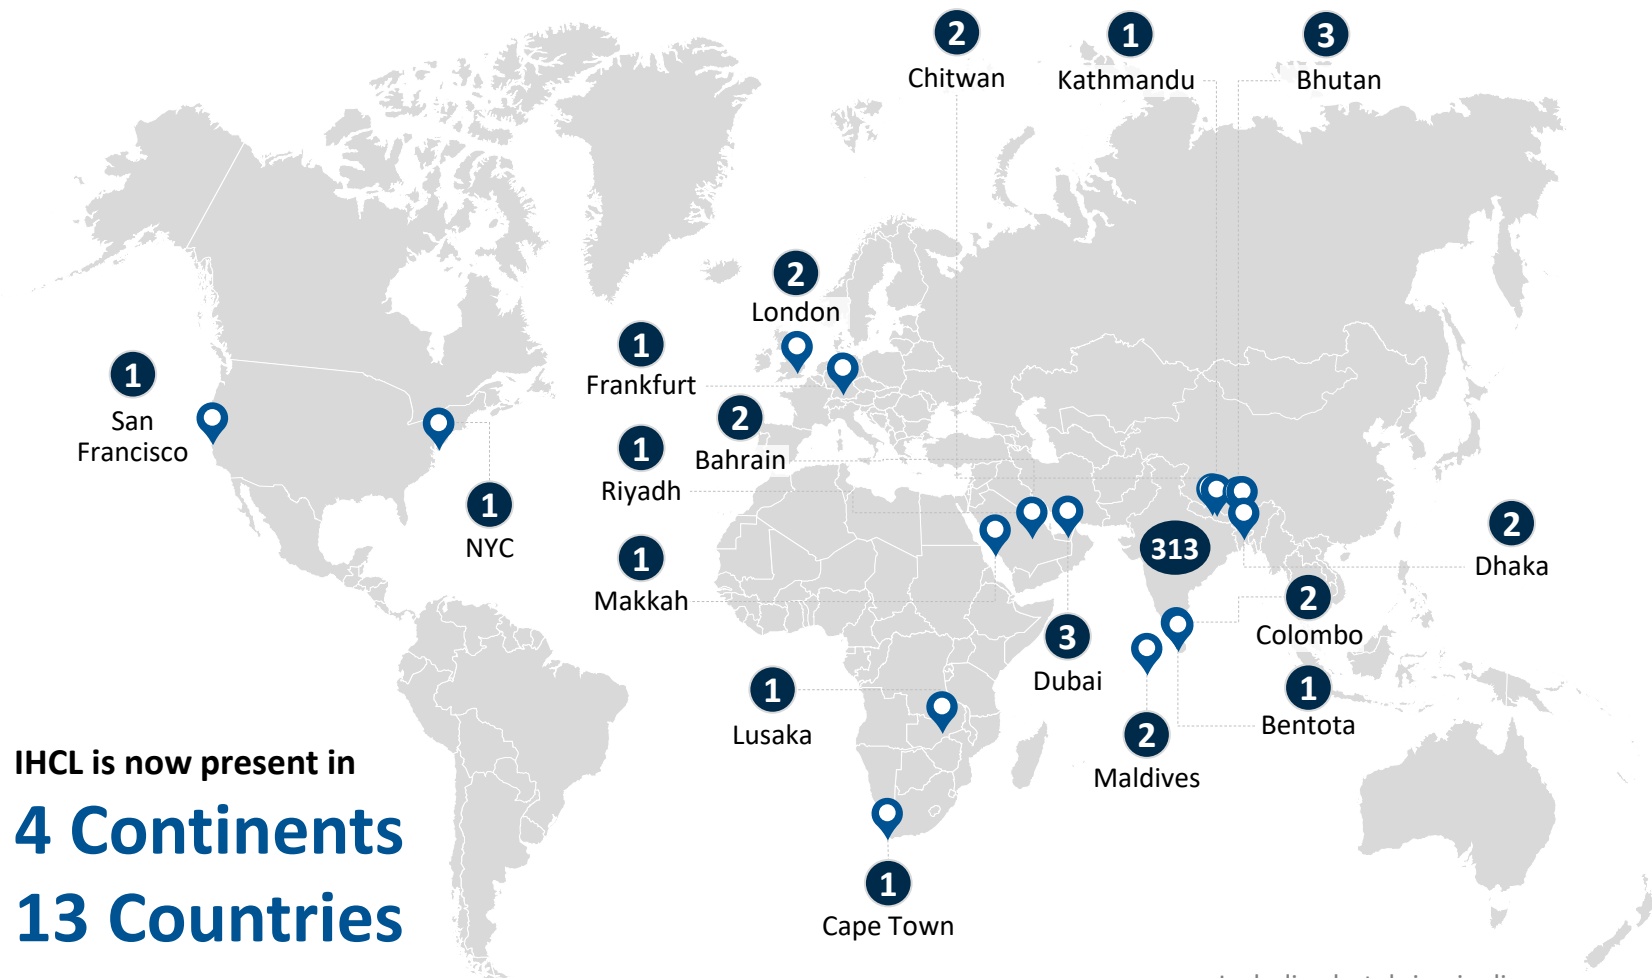 2
Chitwan
1
Kathmandu
3
Bhutan
2
London
1
Frankfurt
1
San
Francisco
2
Bahrain
1
Riyadh
1
NYC
313
2
Dhaka
1
Makkah
2
Colombo
3
Dubai
1
Lusaka
1
Bentota
2
Maldives
IHCL is now present in
4 Continents
13 Countries
1
Cape Town